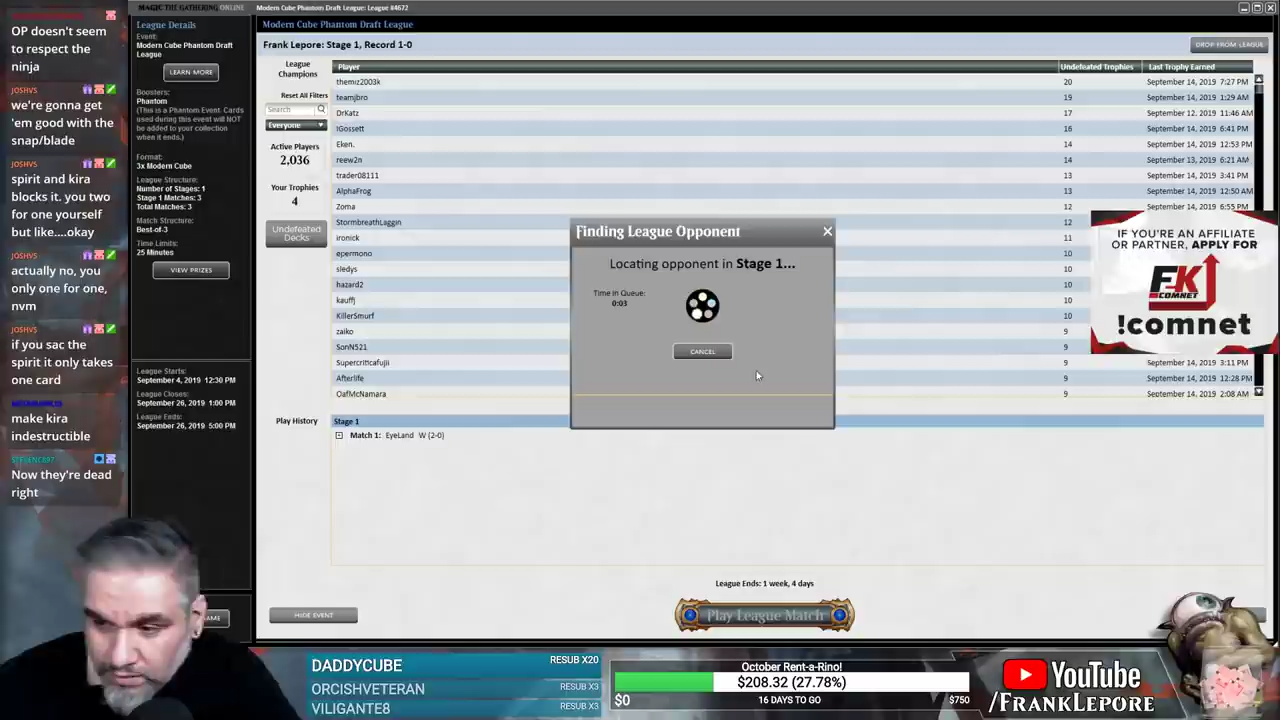 OP doesn't seem
to respect the
ninja
JOSHVS
we're gonna get
'em good with the
snap/blade
JOSHVS
spirit and kira
blocks it. you two
for one yourself
but like....okay
JOSHVS
actually no, you
only one for one,
nvm
JOSHVS
if you sac the
spirit it only takes
one card
make kira
indestructible
Now they're dead
right
MAGIC THE GATHERING ONLINE
Modern Cube Phantom Draft League: League #4672
League Details
Event:
Modern Cube Phantom Draft
League
LEARN MORE
Boosters:
Phantom
(This is a Phantom Event. Cards
used during this event will NOT
be added to your collection
when it ends.)
Format:
3x Modern Cube
League Structure:
Number of Stages: 1
Stage 1 Matches: 3
Total Matches: 3
Match Structure:
Best-of-3
Time Limits:
25 Minutes
VIEW PRIZES
League Starts:
September 4, 2019 12:30 PM
League Closes:
September 26, 2019 1:00 PM
League Ends:
September 26, 2019 5:00 PM
Modern Cube Phantom Draft League
Frank Lepore: Stage 1, Record 1-0
DROP FROM LEAGUE
League
Champions
Reset All Filters
Search
Everyone
Active Players
2,036
Your Trophies
4
Undefeated
Decks
Player Undefeated Trophies Last Trophy Earned
themiz2003k 20 September 14, 2019 7:27 PM
teamjbro 19 September 14, 2019 1:29 AM
DrKatz 17 September 12, 2019 11:46 AM
IGossett 16 September 14, 2019 6:41 PM
Eken. 14 September 14, 2019 12:53 PM
reew2n 14 September 13, 2019 6:21 AM
trader08111 13 September 14, 2019 3:41 PM
AlphaFrog 13 September 14, 2019 12:50 AM
Zoma 12 September 14, 2019 6:55 PM
StormbreathLaggin 12
ironick 11
epermono 10
sledys 10
hazard2 10
kauffj 10
KillerSmurf 10
zaiko 9
SonN521 9
Supercriticafujii 9 September 14, 2019 3:11 PM
Afterlife 9 September 14, 2019 12:28 PM
OafMcNamara 9 September 14, 2019 2:08 AM
Finding League Opponent
Locating opponent in Stage 1...
Time in Queue:
0:03
CANCEL
IF YOU'RE AN AFFILIATE
OR PARTNER, APPLY FOR
COMNET
!comnet
Play History
Stage 1
Match 1: EyeLand W (2-0)
League Ends: 1 week, 4 days
HIDE EVENT
Play League Match
DADDYCUBE RESUB X20
ORCISHVETERAN RESUB X3
VILIGANTE8 RESUB X3
October Rent-a-Rino!
$208.32 (27.78%)
$0 16 DAYS TO GO $750
YouTube
/FRANKLEPORE